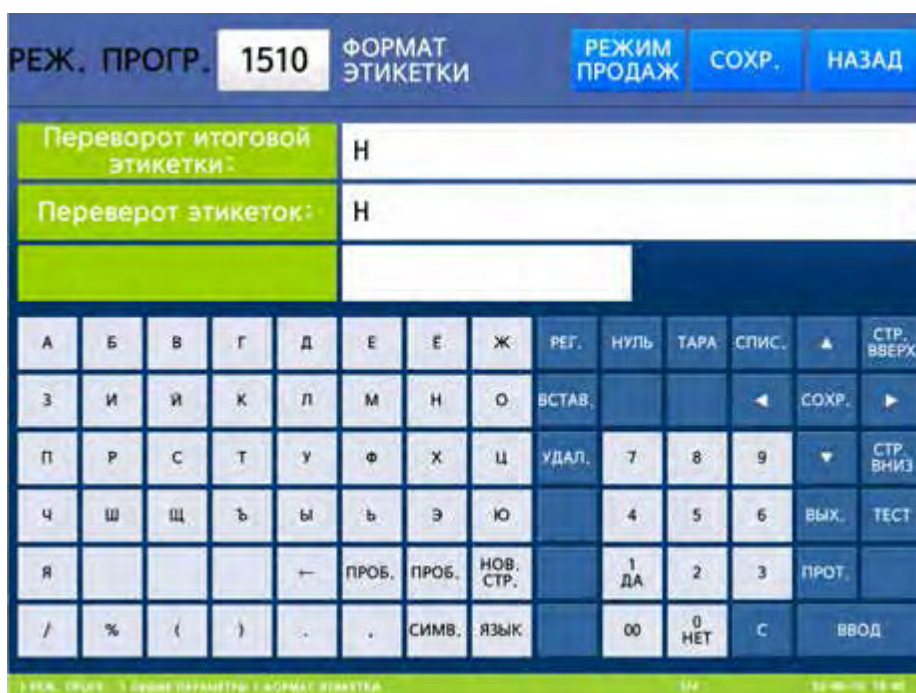 РЕЖ. ПРОГР. 1510 ФОРМАТ ЭТИКЕТКИ РЕЖИМ ПРОДАЖ СОХР. НАЗАД
Переворот итоговой
этикетки: Н
Переверот этикеток: Н
А Б В Г Д Е Ё Ж РЕГ. НУЛЬ ТАРА СПИС. ▲ СТР. ВВЕРХ
З И Й К Л М Н О ВСТАВ. ◄ СОХР. ►
П Р С Т У Ф Х Ц УДАЛ. 7 8 9 ▼ СТР. ВНИЗ
Ч Ш Щ Ъ Ы Ь Э Ю 4 5 6 ВЫХ. ТЕСТ
Я ← ПРОБ. ПРОБ. НОВ. СТР. 1 ДА 2 3 ПРОТ.
/ % ( ) . , СИМВ. ЯЗЫК 00 0 НЕТ С ВВОД